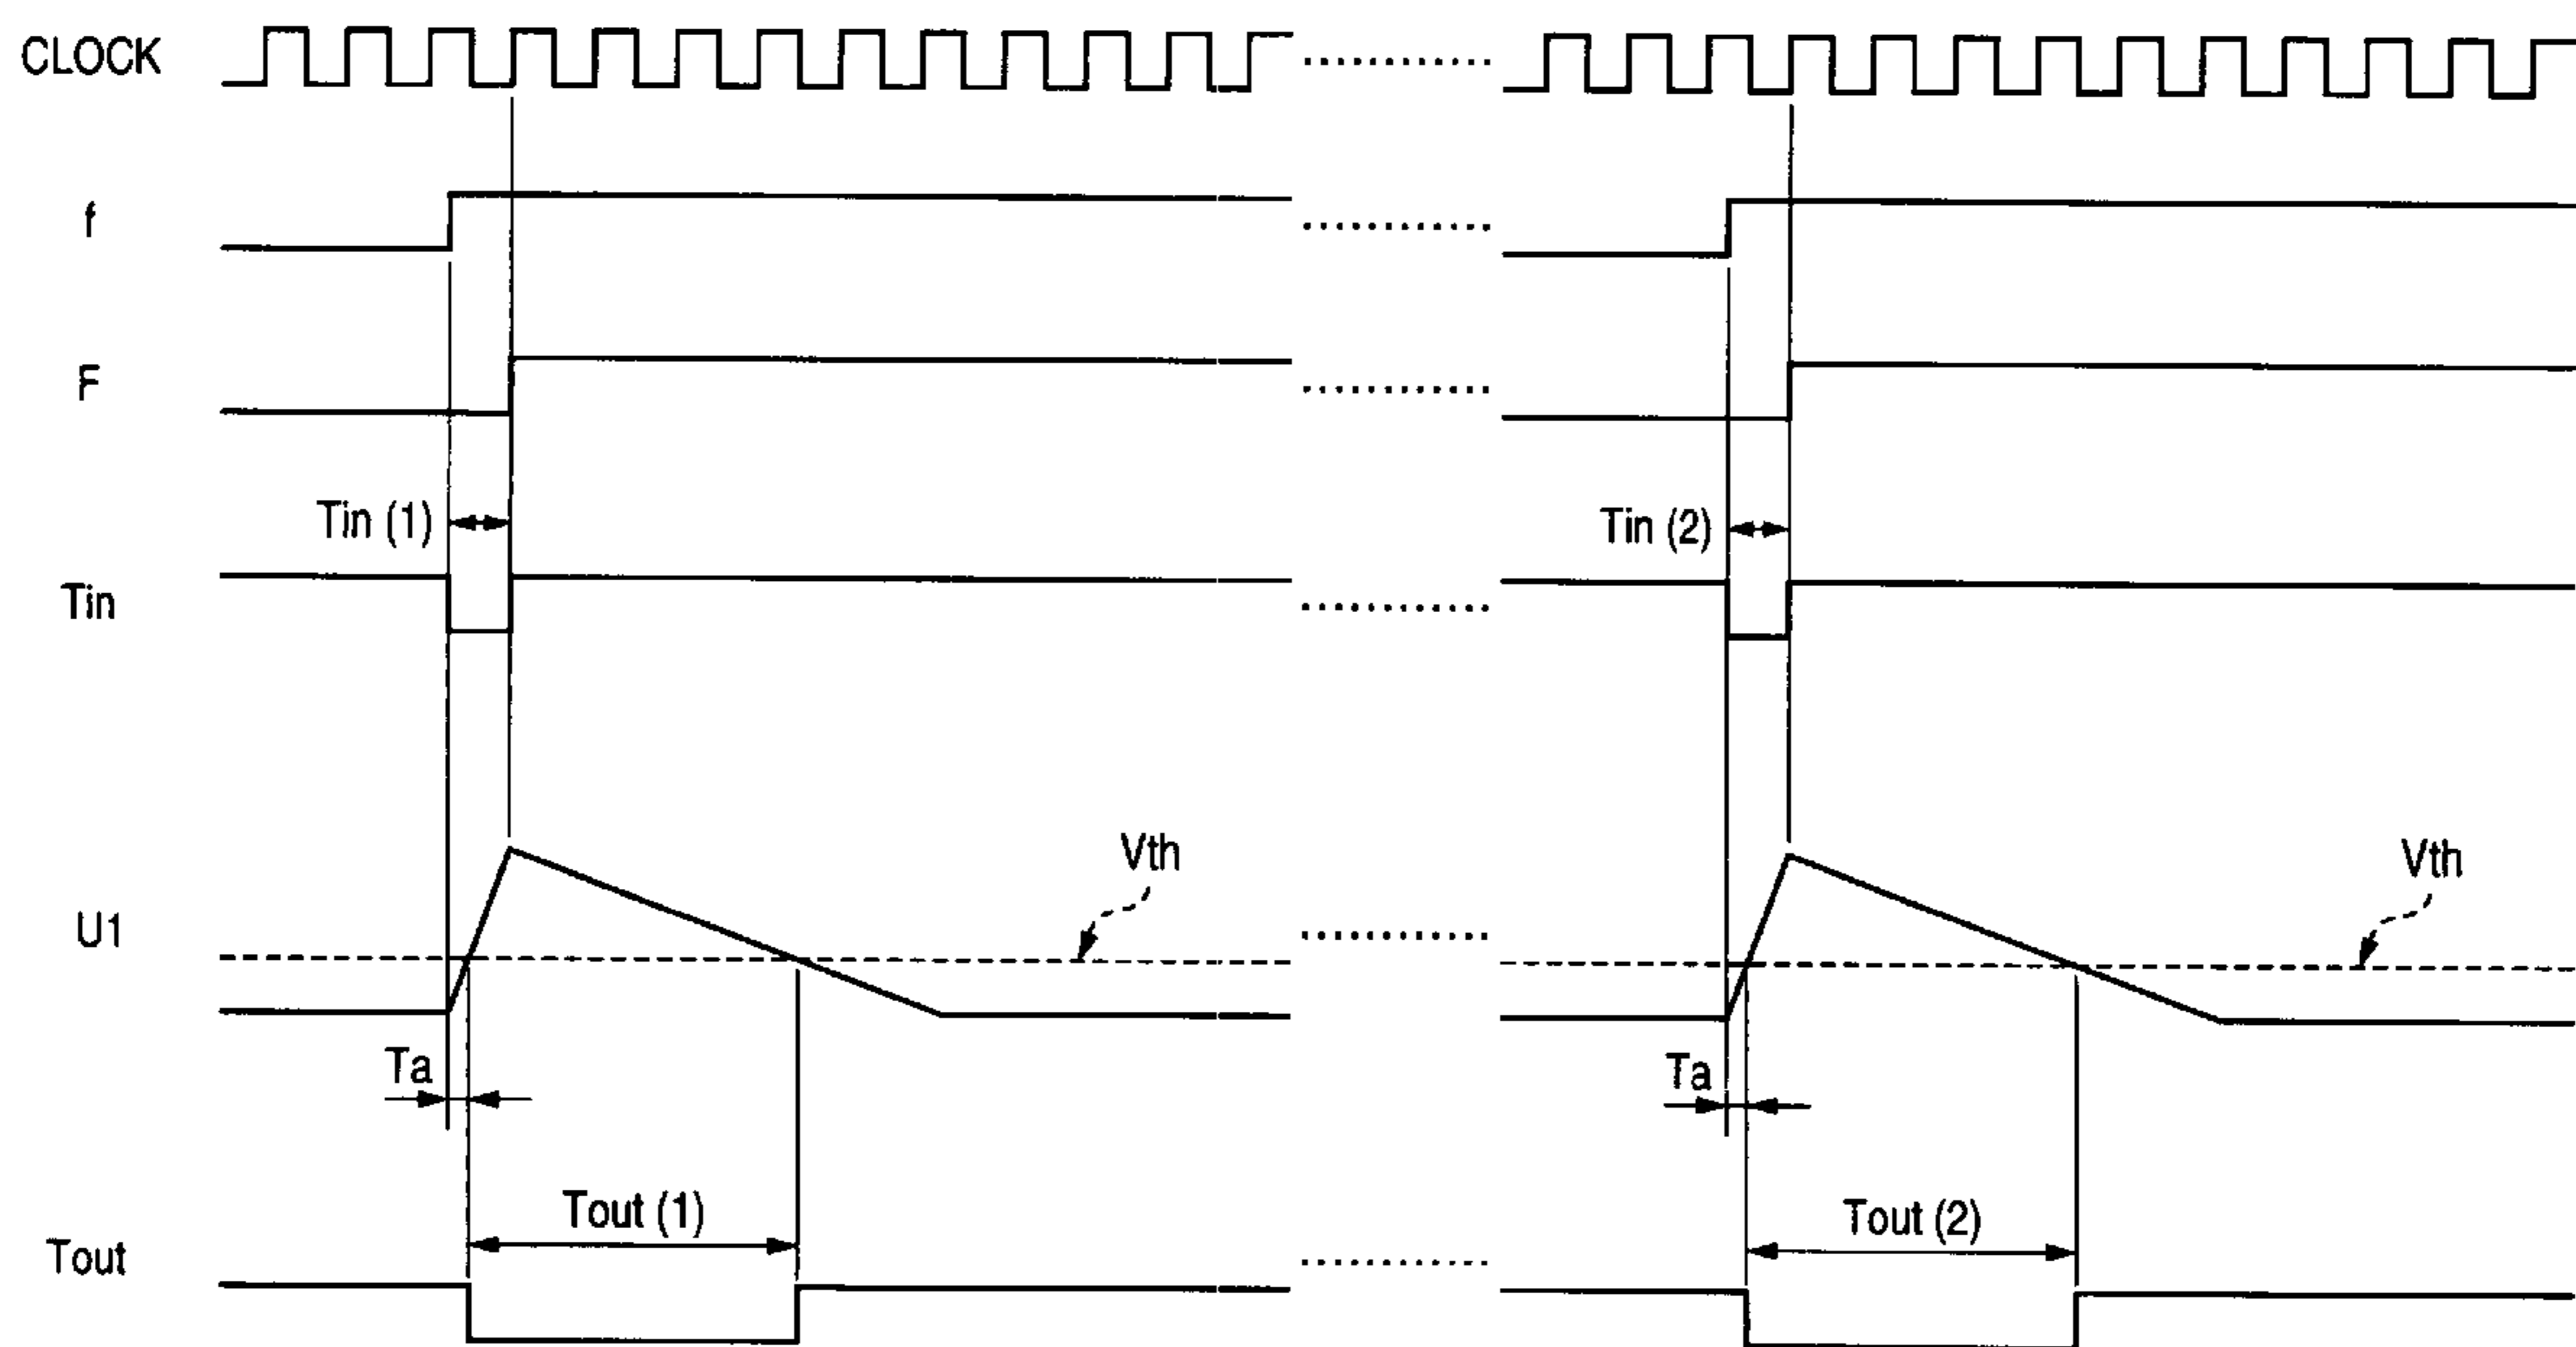 CLOCK
f
F
Tin (1)
Tin (2)
Tin
Vth
Vth
U1
Ta
Ta
Tout (1)
Tout (2)
Tout